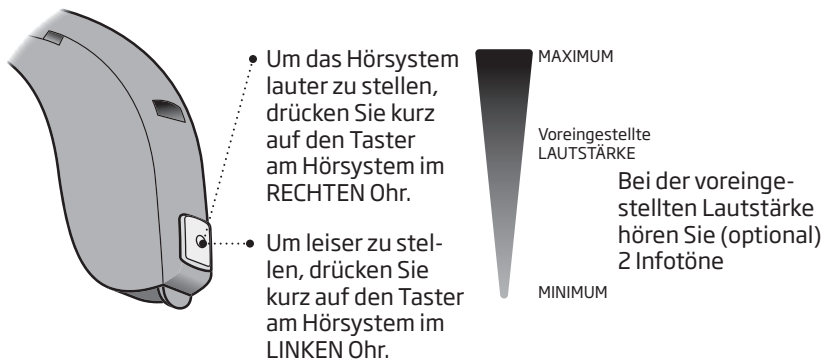 Um das Hörsystem
lauter zu stellen,
drücken Sie kurz
auf den Taster
am Hörsystem im
RECHTEN Ohr.
Um leiser zu stel-
len, drücken Sie
kurz auf den Taster
am Hörsystem im
LINKEN Ohr.
MAXIMUM
Voreingestellte
LAUTSTÄRKE
MINIMUM
Bei der voreinge-
stellten Lautstärke
hören Sie (optional)
2 Infotöne